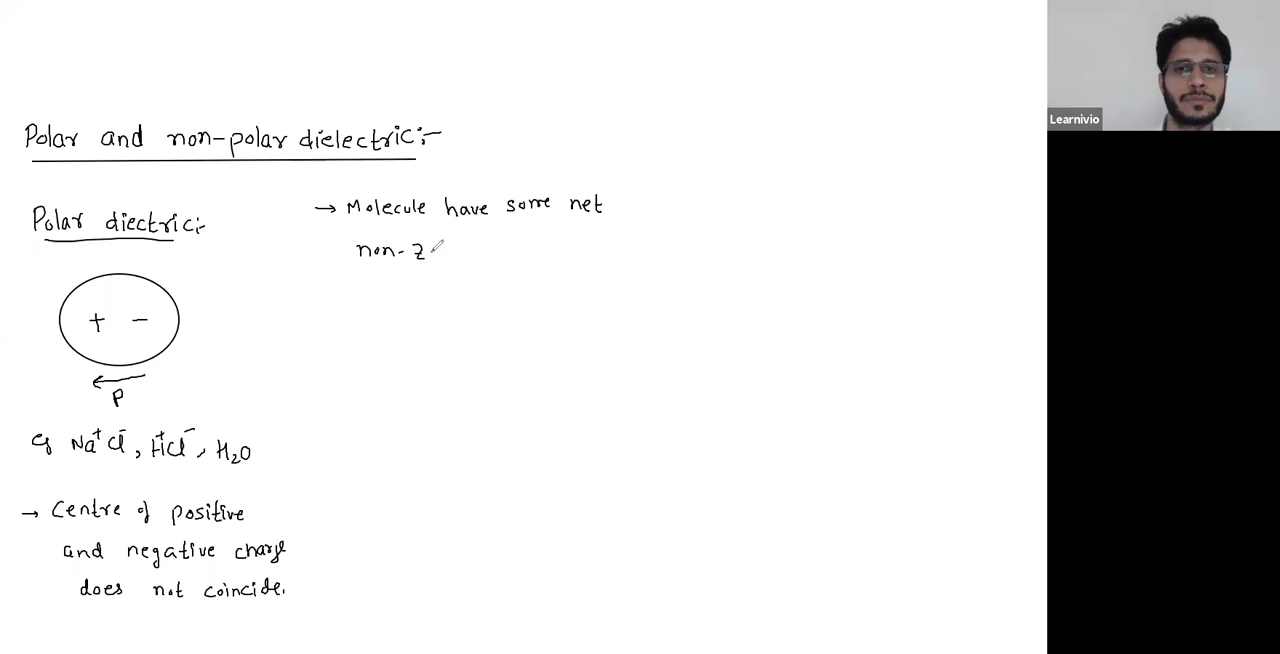 Polar and non-polar dielectric:-
Polar diectric:-
+ -
P
eg Na⁺Cl⁻, H⁺Cl⁻, H₂O
→ Centre of positive
and negative charge
does not coincide.
→ Molecule have some net
non-z
Learnivio